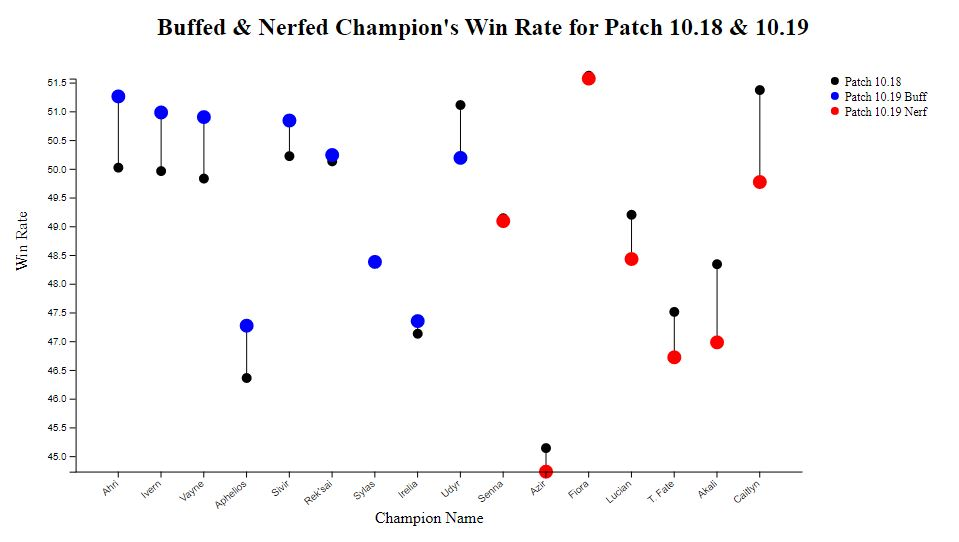 Buffed & Nerfed Champion's Win Rate for Patch 10.18 & 10.19
Patch 10.18
Patch 10.19 Buff
Patch 10.19 Nerf
Win Rate
51.5
51.0
50.5
50.0
49.5
49.0
48.5
48.0
47.5
47.0
46.5
46.0
45.5
45.0
Ahri
Ivern
Vayne
Aphelios
Sivir
Rek'sai
Sylas
Irelia
Udyr
Senna
Azir
Fiora
Lucian
T. Fate
Akali
Caitlyn
Champion Name